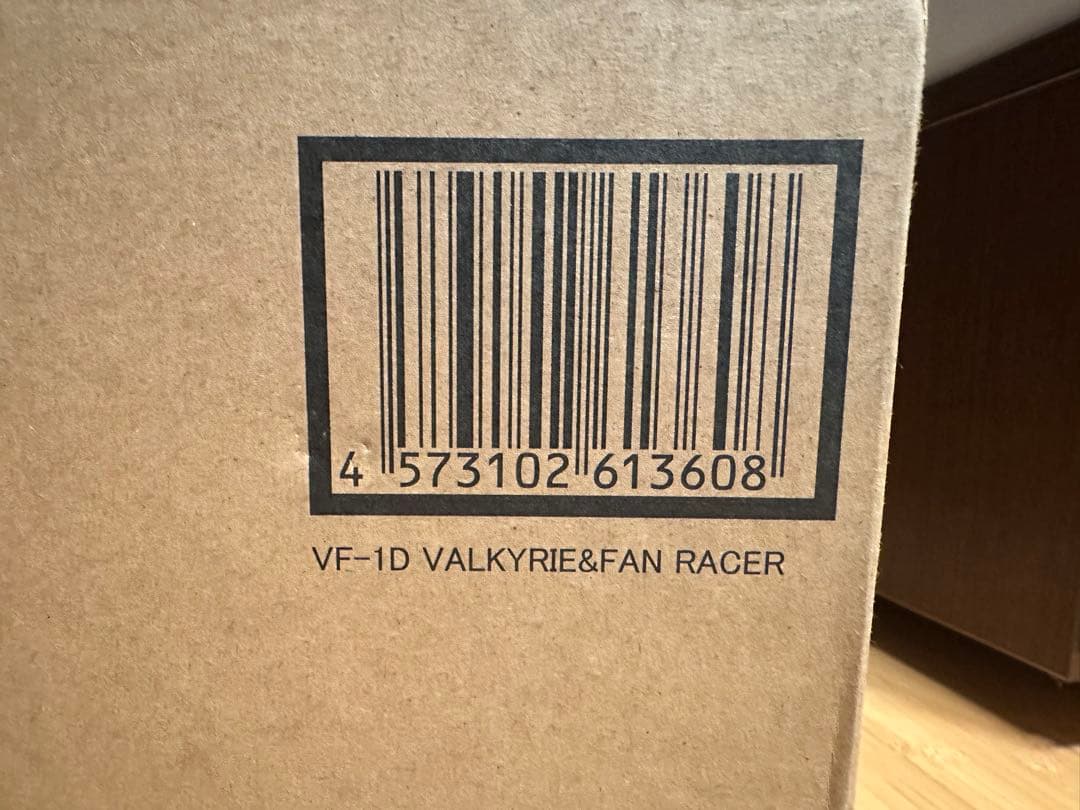 4 573102 613608
VF-1D VALKYRIE&FAN RACER